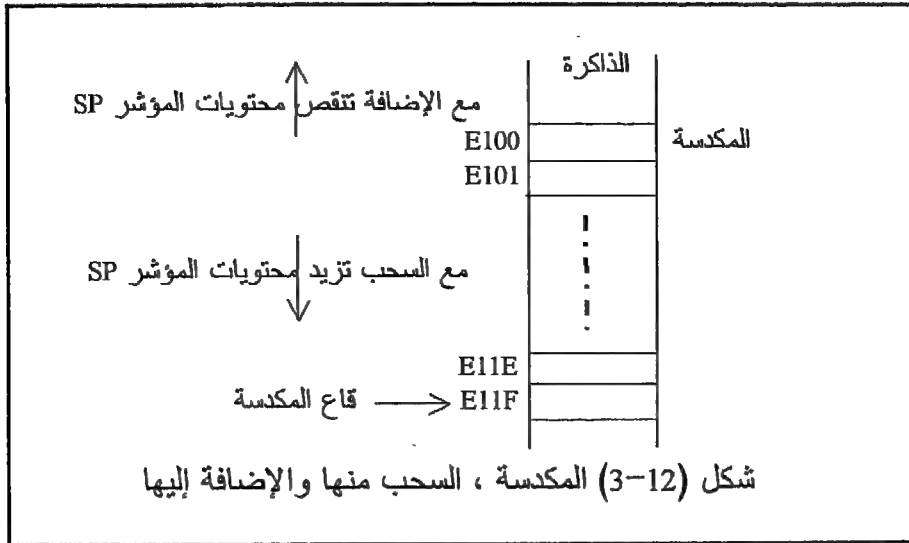 الذاكرة
مع الإضافة تتقص محتويات المؤشر SP
المكدسة
E100
E101
مع السحب تزيد محتويات المؤشر SP
E11E
قاع المكدسة
E11F
شكل (12-3) المكدسة ، السحب منها والإضافة إليها